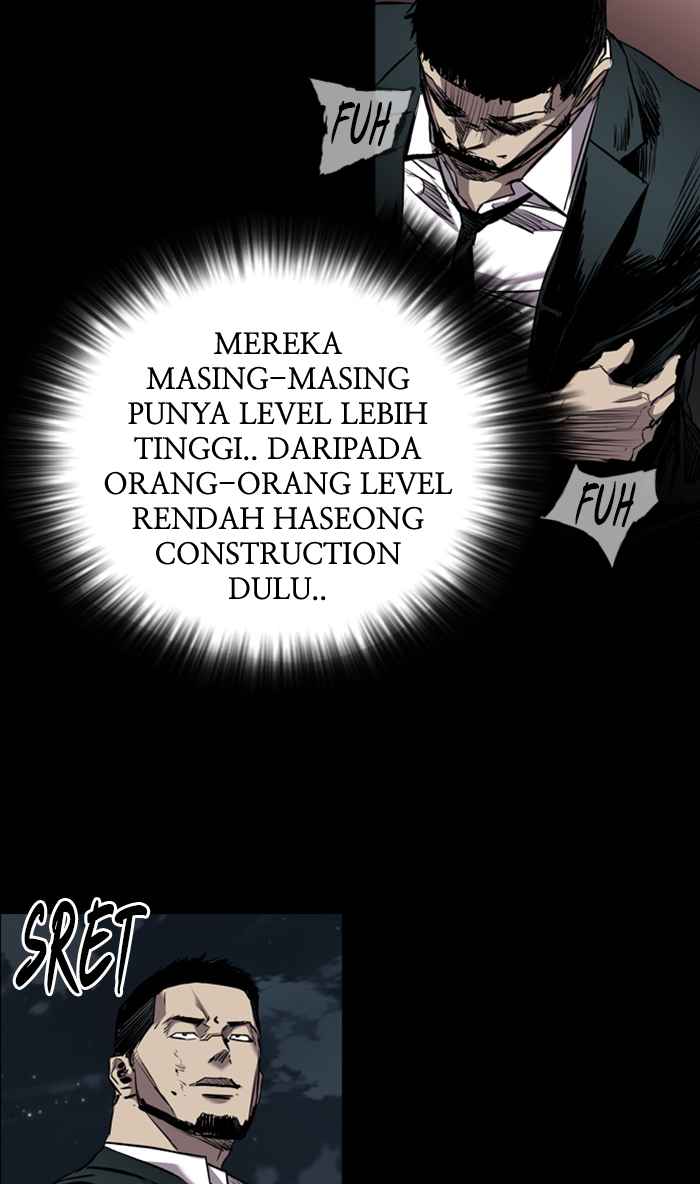 FUH
MEREKA
MASING-MASING
PUNYA LEVEL LEBIH
TINGGI.. DARIPADA
ORANG-ORANG LEVEL
RENDAH HASEONG
CONSTRUCTION
DULU..
FUH
SRET